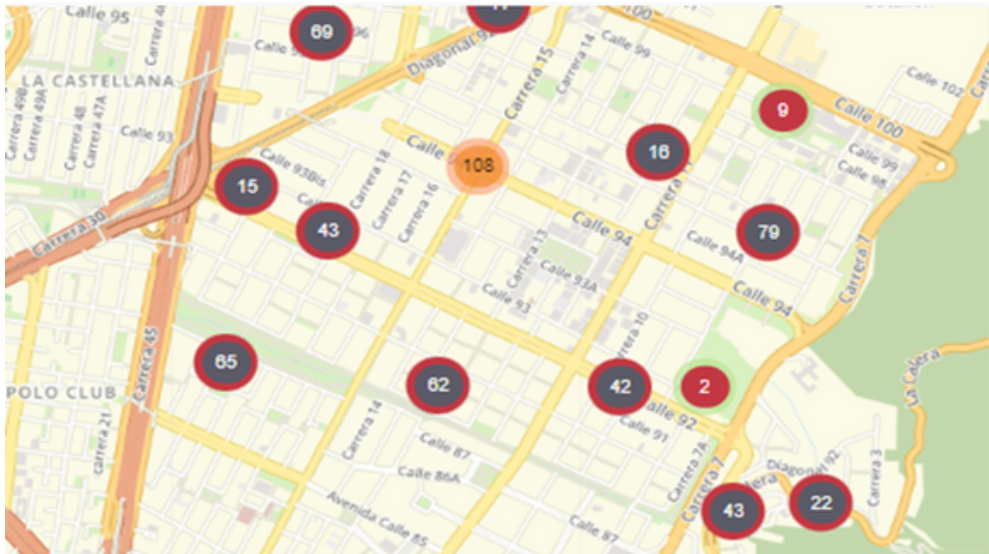 Calle 95
69
Calle 100
Calle 99
Carrera 15
Carrera 14
Calle 102
LA CASTELLANA
Carrera 49B
Carrera 49A
Carrera 48
Carrera 47A
Calle 93
9
Calle 100
108
16
Calle 99
Calle 98
Calle 93Bis
15
Carrera 18
Carrera 17
Carrera 16
43
Carrera 30
Calle 94
79
Calle 94A
Carrera 13
Calle 93A
Carrera 7
Calle 93
Calle 94
Carrera 10
Carrera 45
65
62
42
2
La Calera
POLO CLUB
Calle 92
Calle 91
carrera 21
Carrera 14
Calle 87
Calle 86A
Carrera 7A
Carrera 7
Diagonal 92
Carrera 3
Avenida Calle 85
Calle 87
43
22